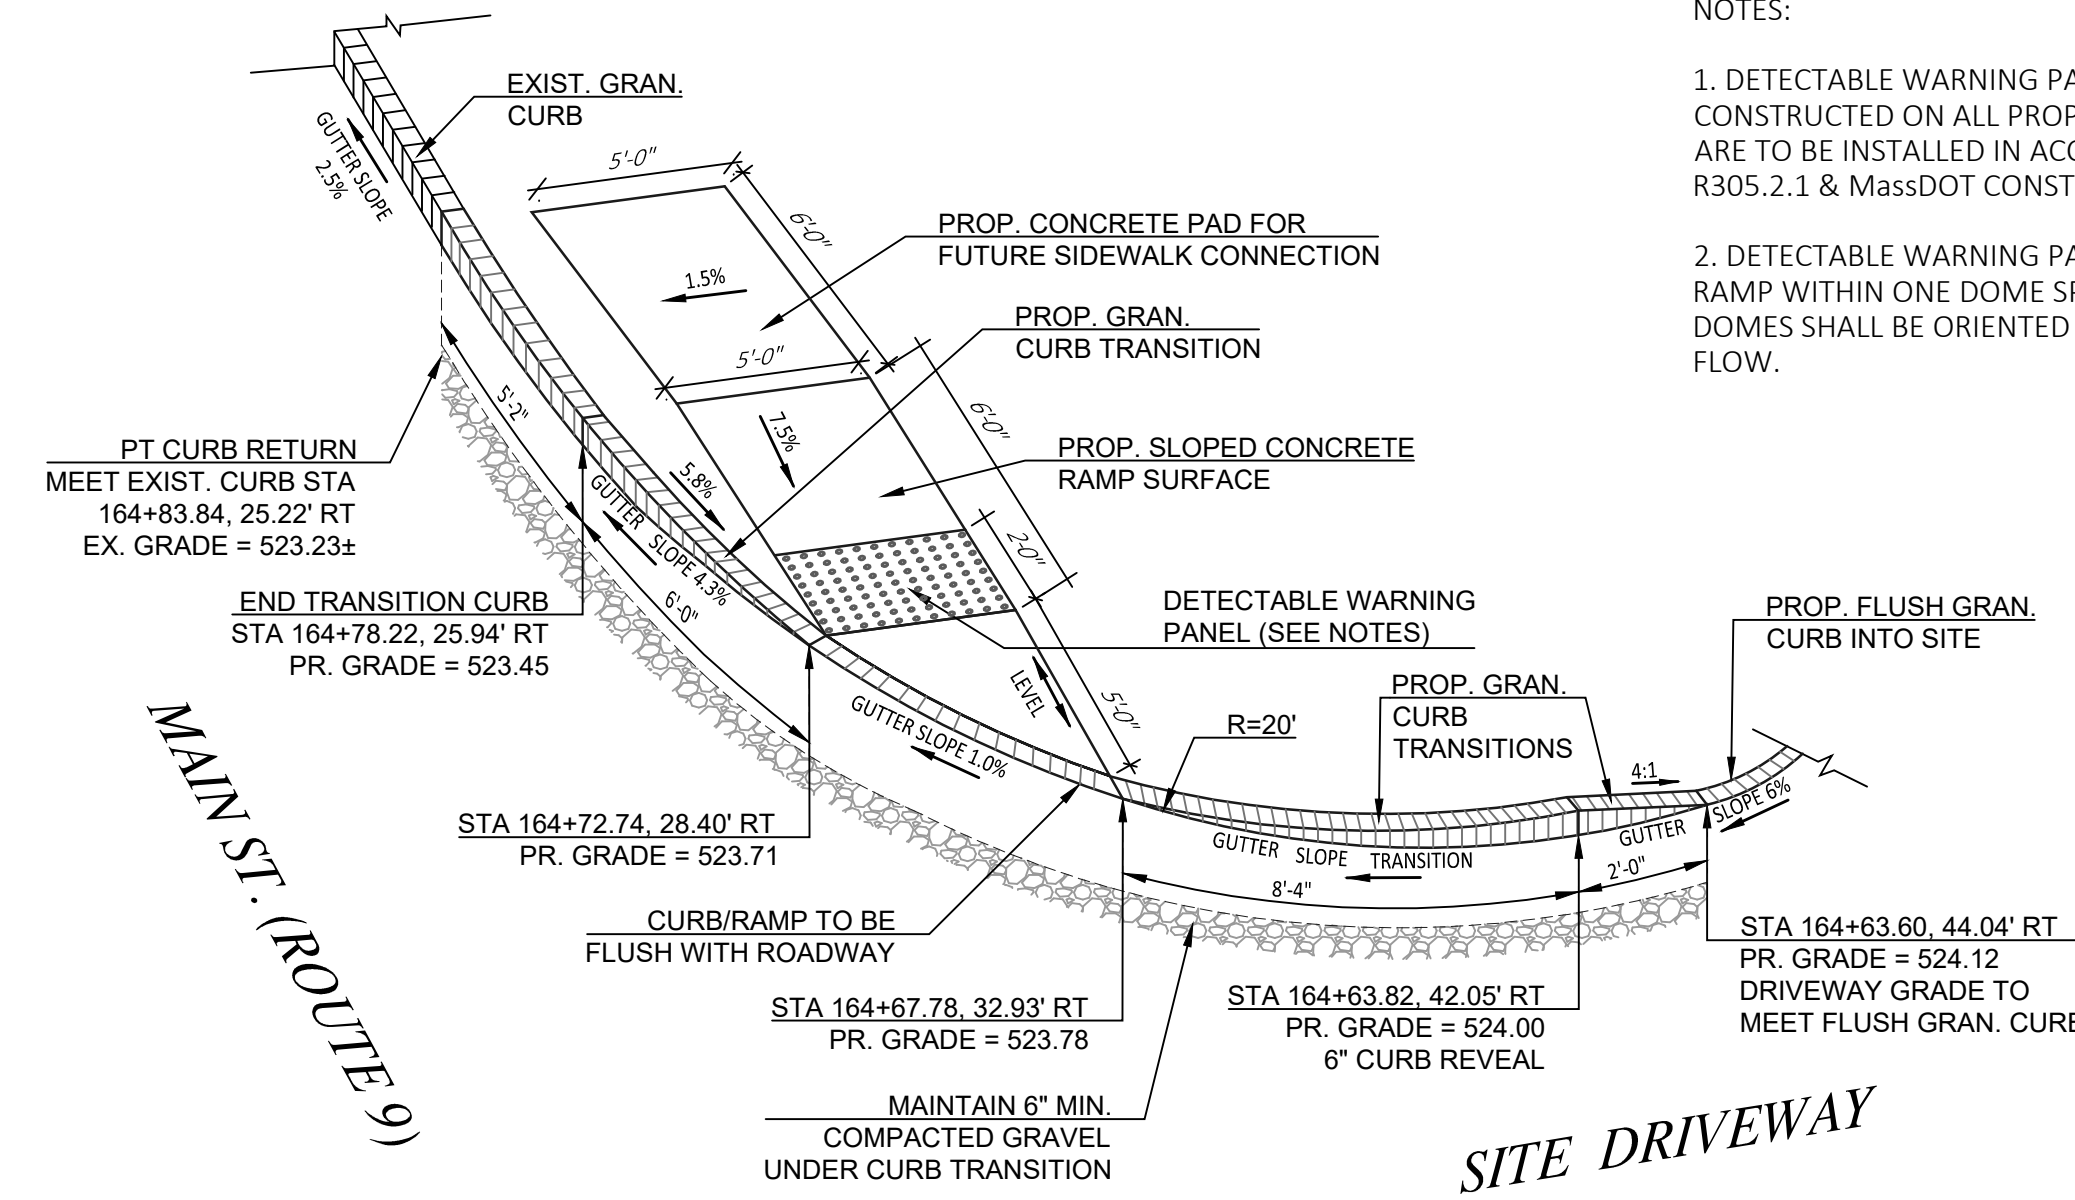 NOTES:
1. DETECTABLE WARNING PA
CONSTRUCTED ON ALL PROP
ARE TO BE INSTALLED IN ACC
R305.2.1 & MassDOT CONST
2. DETECTABLE WARNING PA
RAMP WITHIN ONE DOME SP
DOMES SHALL BE ORIENTED
FLOW.
EXIST. GRAN.
CURB
GUTTER SLOPE
2.5%
5'-0"
6'-0"
PROP. CONCRETE PAD FOR
FUTURE SIDEWALK CONNECTION
1.5%
PROP. GRAN.
CURB TRANSITION
5'-0"
6'-0"
5'-2"
7.5%
PROP. SLOPED CONCRETE
RAMP SURFACE
PT CURB RETURN
MEET EXIST. CURB STA
164+83.84, 25.22' RT
EX. GRADE = 523.23±
5.8%
GUTTER SLOPE 4.3%
2-0"
6'-0"
END TRANSITION CURB
STA 164+78.22, 25.94' RT
PR. GRADE = 523.45
DETECTABLE WARNING
PANEL (SEE NOTES)
PROP. FLUSH GRAN.
CURB INTO SITE
LEVEL
5'-0"
PROP. GRAN.
CURB
TRANSITIONS
R=20'
GUTTER SLOPE 1.0%
4:1
SLOPE 6%
GUTTER
GUTTER SLOPE TRANSITION
8'-4"
2'-0"
MAIN ST. (ROUTE 9)
STA 164+72.74, 28.40' RT
PR. GRADE = 523.71
CURB/RAMP TO BE
FLUSH WITH ROADWAY
STA 164+67.78, 32.93' RT
PR. GRADE = 523.78
STA 164+63.82, 42.05' RT
PR. GRADE = 524.00
6" CURB REVEAL
STA 164+63.60, 44.04' RT
PR. GRADE = 524.12
DRIVEWAY GRADE TO
MEET FLUSH GRAN. CURB
MAINTAIN 6" MIN.
COMPACTED GRAVEL
UNDER CURB TRANSITION
SITE DRIVEWAY